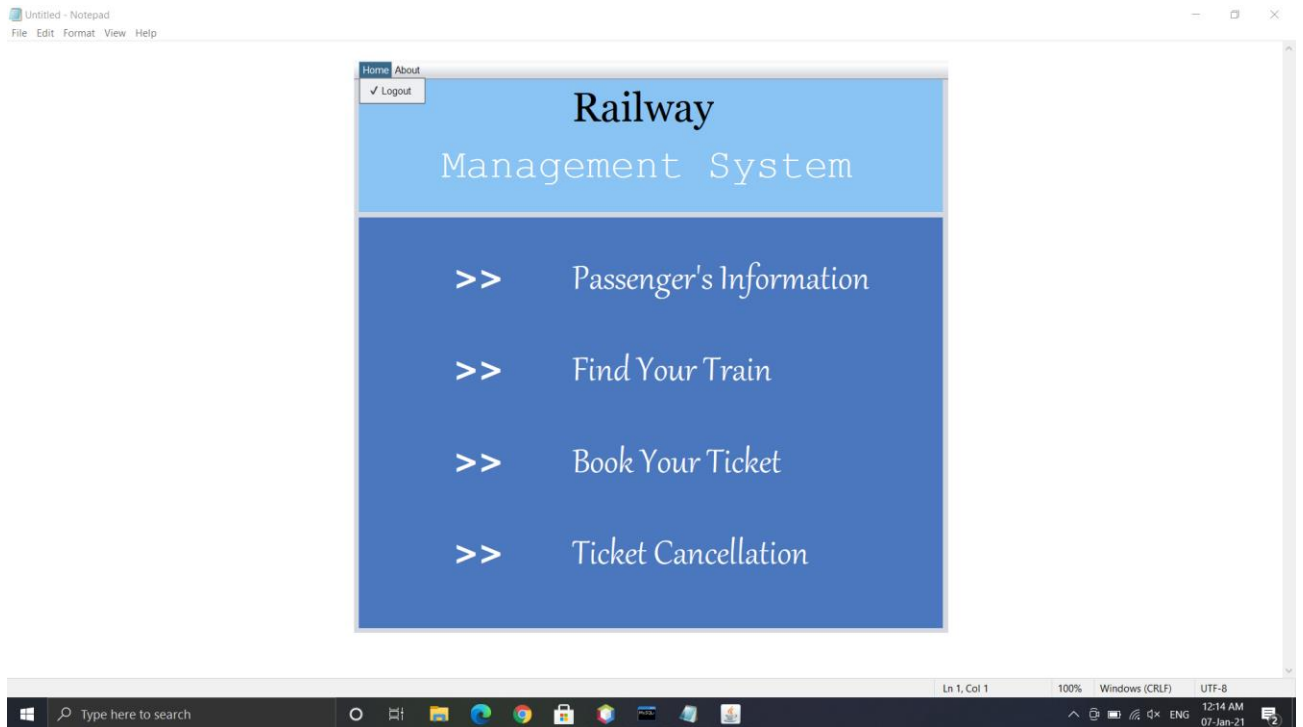 Untitled - Notepad
File Edit Format View Help
Home About
✓ Logout
Railway
Management System
>> Passenger's Information
>> Find Your Train
>> Book Your Ticket
>> Ticket Cancellation
Ln 1, Col 1 100% Windows (CRLF) UTF-8
Type here to search
ENG
12:14 AM
07-Jan-21
2